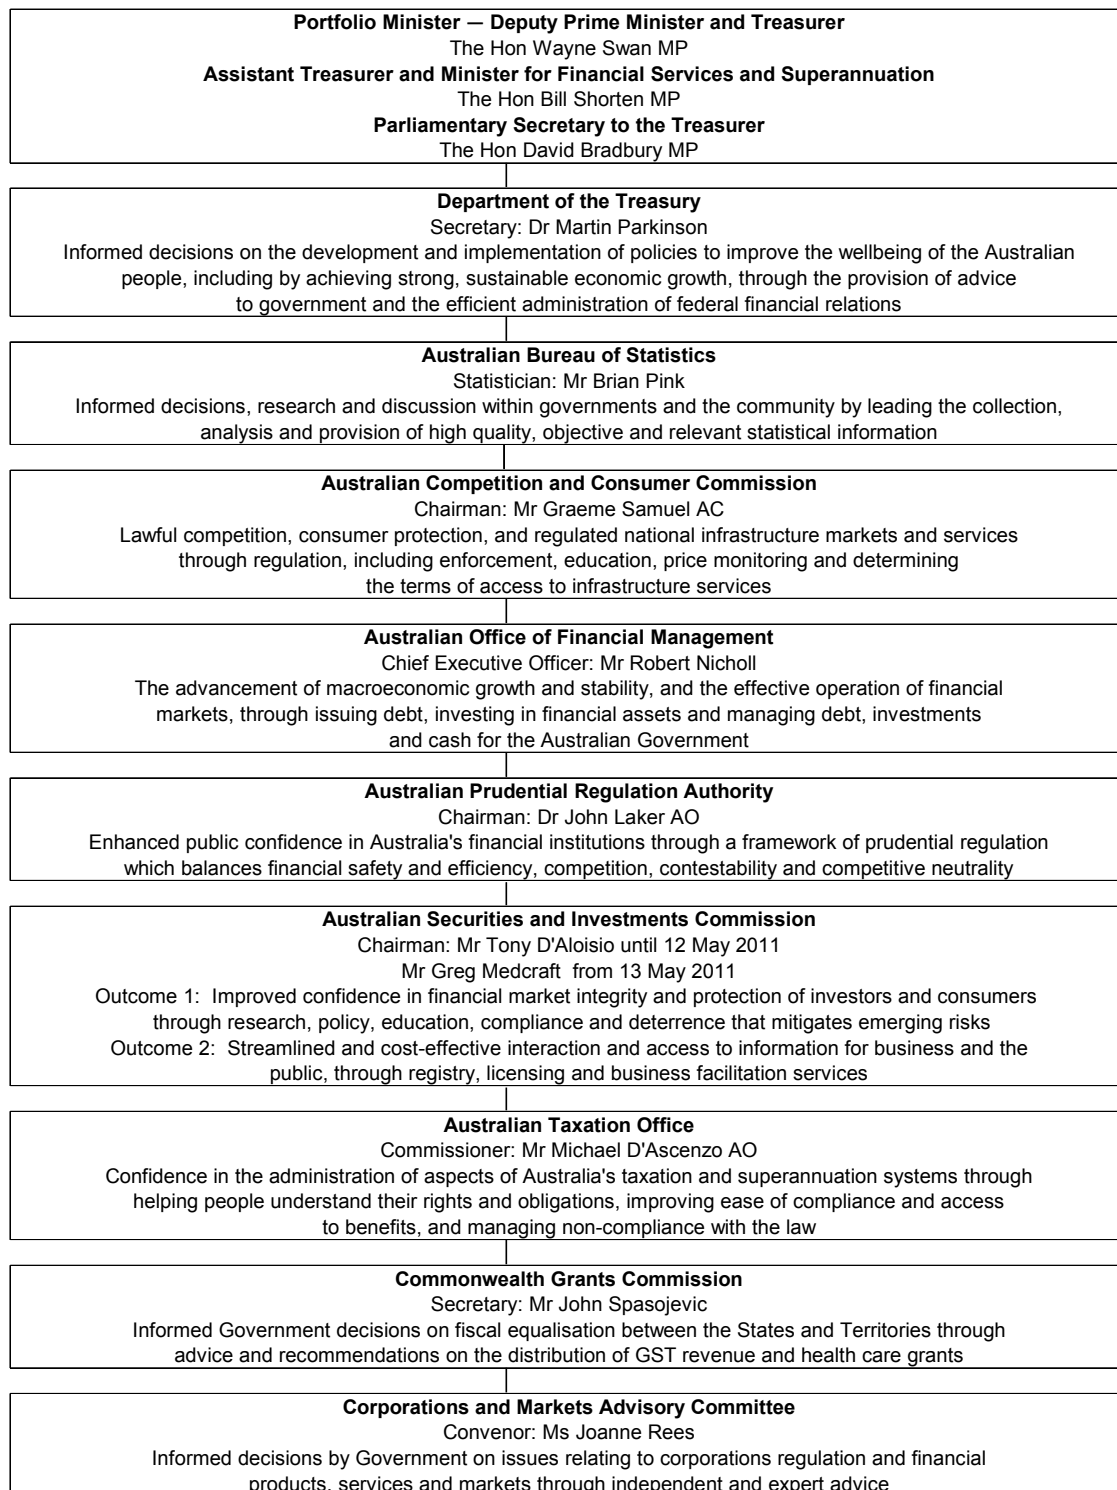 Portfolio Minister — Deputy Prime Minister and Treasurer
The Hon Wayne Swan MP
Assistant Treasurer and Minister for Financial Services and Superannuation
The Hon Bill Shorten MP
Parliamentary Secretary to the Treasurer
The Hon David Bradbury MP
Department of the Treasury
Secretary: Dr Martin Parkinson
Informed decisions on the development and implementation of policies to improve the wellbeing of the Australian
people, including by achieving strong, sustainable economic growth, through the provision of advice
to government and the efficient administration of federal financial relations
Australian Bureau of Statistics
Statistician: Mr Brian Pink
Informed decisions, research and discussion within governments and the community by leading the collection,
analysis and provision of high quality, objective and relevant statistical information
Australian Competition and Consumer Commission
Chairman: Mr Graeme Samuel AC
Lawful competition, consumer protection, and regulated national infrastructure markets and services
through regulation, including enforcement, education, price monitoring and determining
the terms of access to infrastructure services
Australian Office of Financial Management
Chief Executive Officer: Mr Robert Nicholl
The advancement of macroeconomic growth and stability, and the effective operation of financial
markets, through issuing debt, investing in financial assets and managing debt, investments
and cash for the Australian Government
Australian Prudential Regulation Authority
Chairman: Dr John Laker AO
Enhanced public confidence in Australia's financial institutions through a framework of prudential regulation
which balances financial safety and efficiency, competition, contestability and competitive neutrality
Australian Securities and Investments Commission
Chairman: Mr Tony D'Aloisio until 12 May 2011
Mr Greg Medcraft  from 13 May 2011
Outcome 1:  Improved confidence in financial market integrity and protection of investors and consumers
through research, policy, education, compliance and deterrence that mitigates emerging risks
Outcome 2:  Streamlined and cost-effective interaction and access to information for business and the
public, through registry, licensing and business facilitation services
Australian Taxation Office
Commissioner: Mr Michael D'Ascenzo AO
Confidence in the administration of aspects of Australia's taxation and superannuation systems through
helping people understand their rights and obligations, improving ease of compliance and access
to benefits, and managing non-compliance with the law
Commonwealth Grants Commission
Secretary: Mr John Spasojevic
Informed Government decisions on fiscal equalisation between the States and Territories through
advice and recommendations on the distribution of GST revenue and health care grants
Corporations and Markets Advisory Committee
Convenor: Ms Joanne Rees
Informed decisions by Government on issues relating to corporations regulation and financial
products, services and markets through independent and expert advice